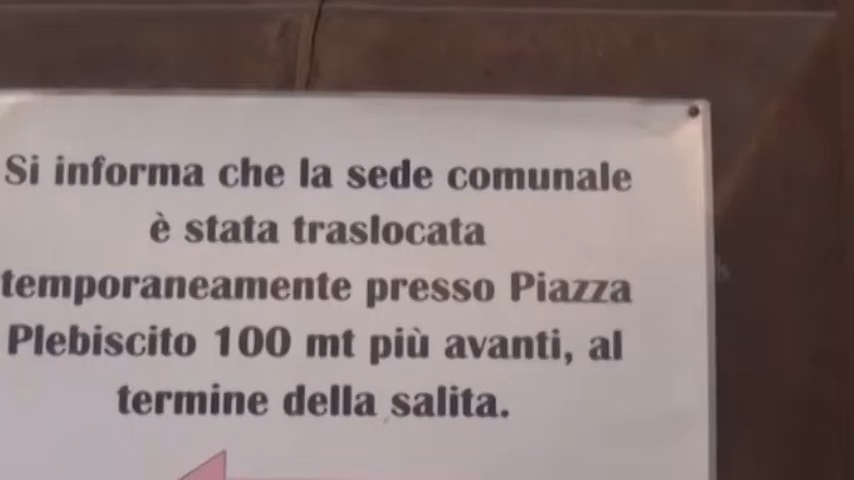 Si informa che la sede comunale
è stata traslocata
temporaneamente presso Piazza
Plebiscito 100 mt più avanti, al
termine della salita.